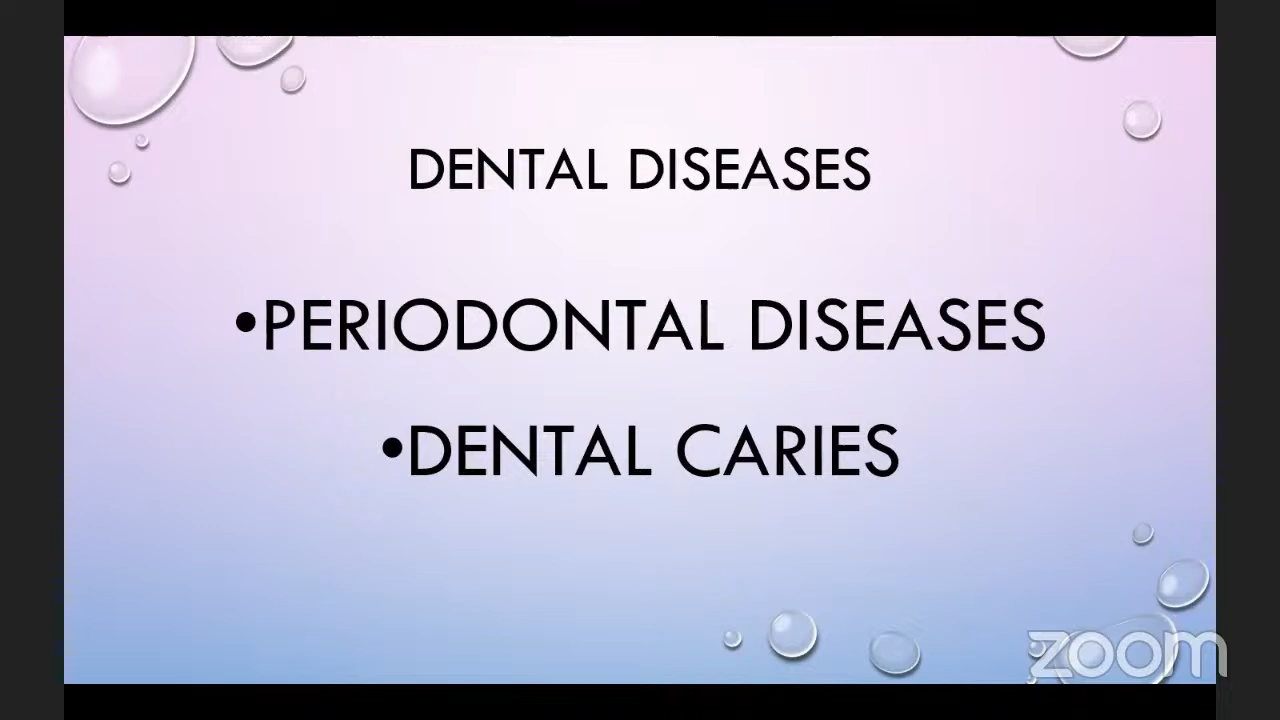 DENTAL DISEASES
•PERIODONTAL DISEASES
•DENTAL CARIES
zoom